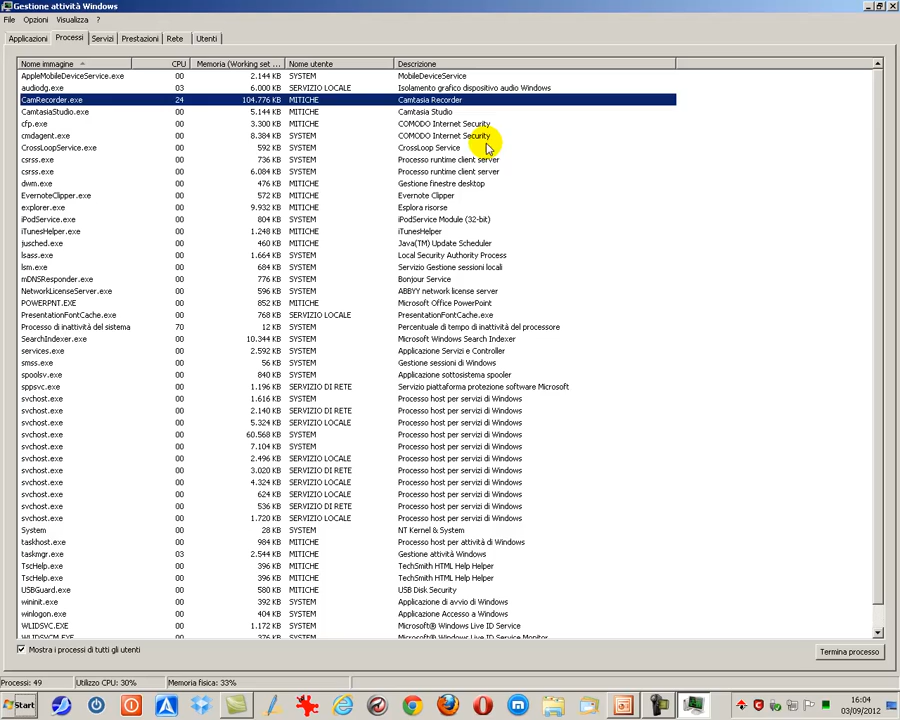 Gestione attività Windows
File Opzioni Visualizza ?
Applicazioni Processi Servizi Prestazioni Rete Utenti
Nome immagine CPU Memoria (Working set ... Nome utente Descrizione
AppleMobileDeviceService.exe 00 2.144 KB SYSTEM MobileDeviceService
audiodg.exe 03 6.000 KB SERVIZIO LOCALE Isolamento grafico dispositivo audio Windows
CamRecorder.exe 24 104.776 KB MITICHE Camtasia Recorder
CamtasiaStudio.exe 00 5.144 KB MITICHE Camtasia Studio
cfp.exe 00 3.300 KB MITICHE COMODO Internet Security
cmdagent.exe 00 8.384 KB SYSTEM COMODO Internet Security
CrossLoopService.exe 00 592 KB SYSTEM CrossLoop Service
csrss.exe 00 736 KB SYSTEM Processo runtime client server
csrss.exe 00 6.084 KB SYSTEM Processo runtime client server
dwm.exe 00 476 KB MITICHE Gestione finestre desktop
EvernoteClipper.exe 00 572 KB MITICHE Evernote Clipper
explorer.exe 00 9.932 KB MITICHE Esplora risorse
iPodService.exe 00 804 KB SYSTEM iPodService Module (32-bit)
iTunesHelper.exe 00 1.248 KB MITICHE iTunesHelper
jusched.exe 00 460 KB MITICHE Java(TM) Update Scheduler
lsass.exe 00 1.664 KB SYSTEM Local Security Authority Process
lsm.exe 00 684 KB SYSTEM Servizio Gestione sessioni locali
mDNSResponder.exe 00 776 KB SYSTEM Bonjour Service
NetworkLicenseServer.exe 00 596 KB SYSTEM ABBYY network license server
POWERPNT.EXE 00 852 KB MITICHE Microsoft Office PowerPoint
PresentationFontCache.exe 00 768 KB SERVIZIO LOCALE PresentationFontCache.exe
Processo di inattività del sistema 70 12 KB SYSTEM Percentuale di tempo di inattività del processore
SearchIndexer.exe 00 10.344 KB SYSTEM Microsoft Windows Search Indexer
services.exe 00 2.592 KB SYSTEM Applicazione Servizi e Controller
smss.exe 00 56 KB SYSTEM Gestione sessioni di Windows
spoolsv.exe 00 840 KB SYSTEM Applicazione sottosistema spooler
sppsvc.exe 00 1.196 KB SERVIZIO DI RETE Servizio piattaforma protezione software Microsoft
svchost.exe 00 1.616 KB SYSTEM Processo host per servizi di Windows
svchost.exe 00 2.140 KB SERVIZIO DI RETE Processo host per servizi di Windows
svchost.exe 00 5.324 KB SERVIZIO LOCALE Processo host per servizi di Windows
svchost.exe 00 60.568 KB SYSTEM Processo host per servizi di Windows
svchost.exe 00 7.104 KB SYSTEM Processo host per servizi di Windows
svchost.exe 00 2.496 KB SERVIZIO LOCALE Processo host per servizi di Windows
svchost.exe 00 3.020 KB SERVIZIO DI RETE Processo host per servizi di Windows
svchost.exe 00 4.324 KB SERVIZIO LOCALE Processo host per servizi di Windows
svchost.exe 00 624 KB SERVIZIO LOCALE Processo host per servizi di Windows
svchost.exe 00 536 KB SERVIZIO DI RETE Processo host per servizi di Windows
svchost.exe 00 1.720 KB SERVIZIO LOCALE Processo host per servizi di Windows
System 00 28 KB SYSTEM NT Kernel & System
taskhost.exe 00 984 KB MITICHE Processo host per attività di Windows
taskmgr.exe 03 2.544 KB MITICHE Gestione attività Windows
TscHelp.exe 00 396 KB MITICHE TechSmith HTML Help Helper
TscHelp.exe 00 396 KB MITICHE TechSmith HTML Help Helper
USBGuard.exe 00 580 KB MITICHE USB Disk Security
wininit.exe 00 392 KB SYSTEM Applicazione di avvio di Windows
winlogon.exe 00 404 KB SYSTEM Applicazione Accesso a Windows
WLIDSVC.EXE 00 1.172 KB SYSTEM Microsoft® Windows Live ID Service
WLIDSVCM.EXE 00 376 KB SYSTEM Microsoft® Windows Live ID Service Monitor
Mostra i processi di tutti gli utenti Termina processo
Processi: 49 Utilizzo CPU: 30% Memoria fisica: 33%
Start 16:04
03/09/2012